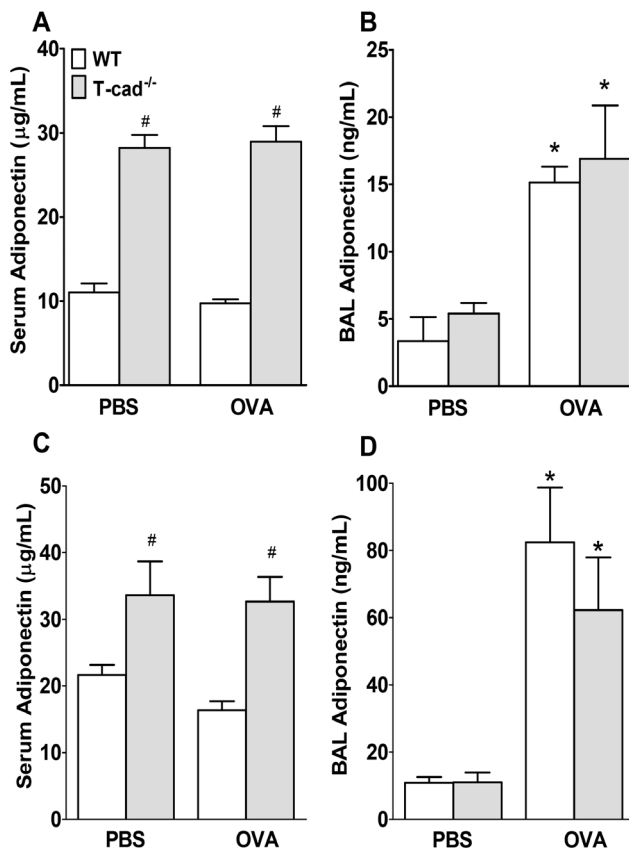 A
WT
T-cad-/-
Serum Adiponectin (μg/mL)
40
30
20
10
0
#
#
PBS
OVA
B
BAL Adiponectin (ng/mL)
25
20
15
10
5
0
*
*
PBS
OVA
C
Serum Adiponectin (μg/mL)
50
40
30
20
10
0
#
#
PBS
OVA
D
BAL Adiponectin (ng/mL)
100
80
60
40
20
0
*
*
PBS
OVA